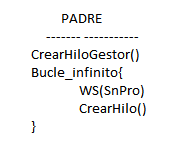 PADRE
------- -----------
CrearHiloGestor()
Bucle_infinito{
WS(SnPro)
CrearHilo()
}